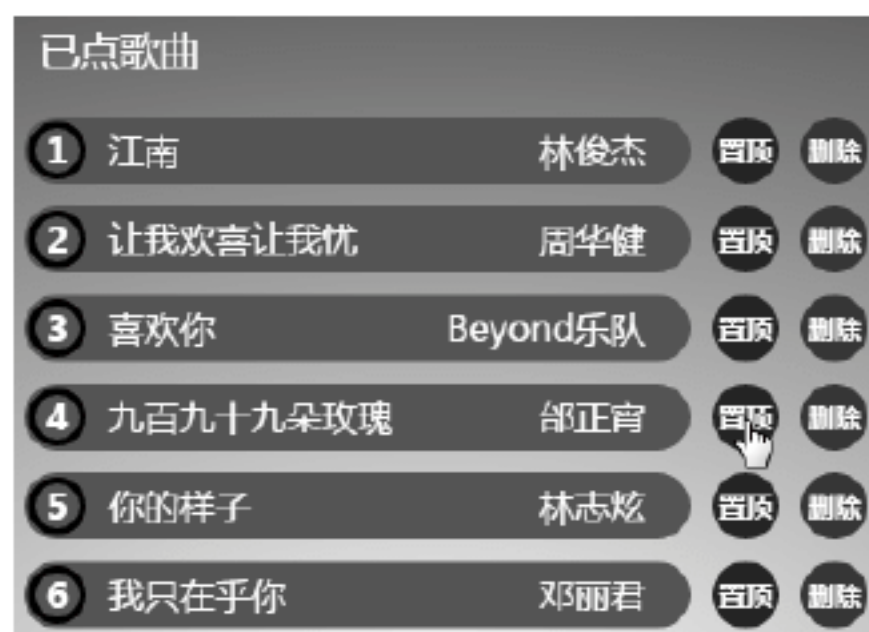 已点歌曲
1 江南 林俊杰 置顶 删除
2 让我欢喜让我忧 周华健 置顶 删除
3 喜欢你 Beyond乐队 置顶 删除
4 九百九十九朵玫瑰 邰正宵 置顶 删除
5 你的样子 林志炫 置顶 删除
6 我只在乎你 邓丽君 置顶 删除